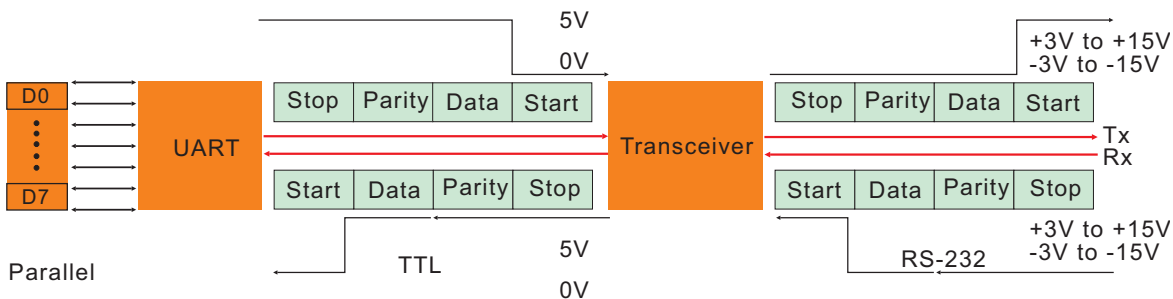 5V
0V
+3V to +15V
-3V to -15V
D0
D7
UART
Stop Parity Data Start
Transceiver
Stop Parity Data Start
Tx
Rx
Start Data Parity Stop
Start Data Parity Stop
+3V to +15V
-3V to -15V
5V
0V
TTL
RS-232
Parallel